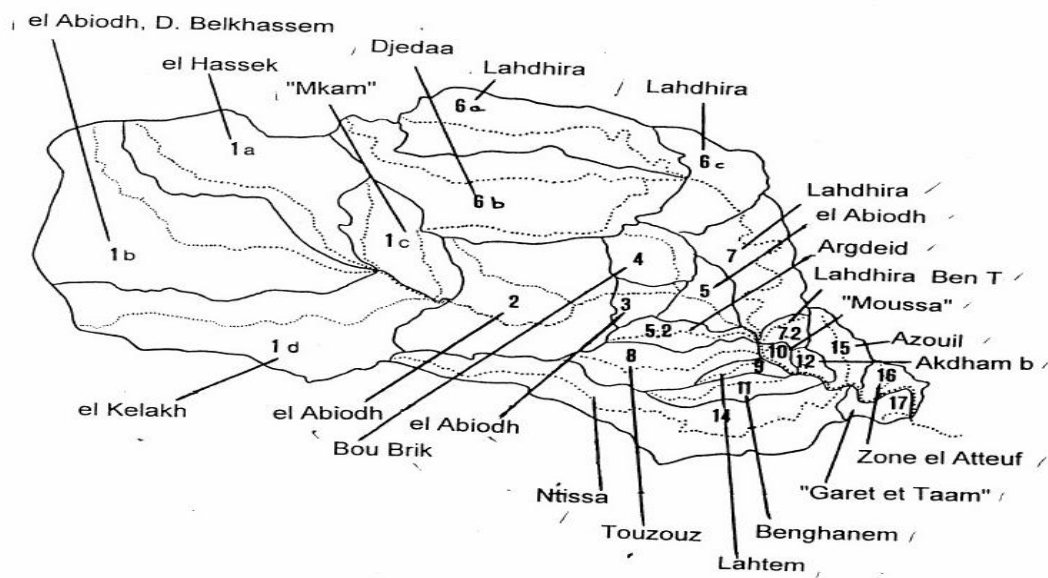 el Abiodh, D. Belkhassem
el Hassek
"Mkam"
Djedaa
Lahdhira
Lahdhira
6a
6c
1a
Lahdhira
6b
el Abiodh
1c
7
Argdeid
1b
4
5
Lahdhira Ben T
"Moussa"
2
3
5.2
7.2
15
Azouil
1d
8
10
12
Akdham b
9
16
11
17
14
el Kelakh
el Abiodh
el Abiodh
Bou Brik
Zone el Atteuf
Ntissa
"Garet et Taam"
Touzouz
Benghanem
Lahtem